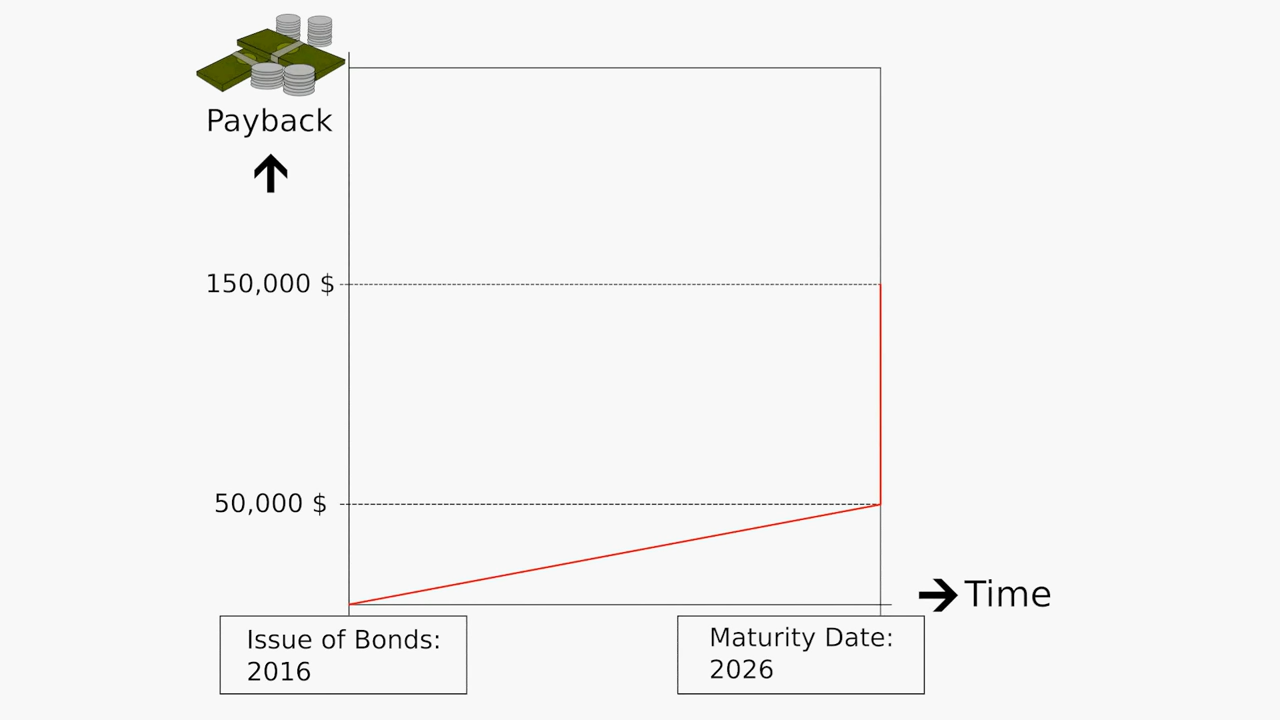 Payback
150,000 $
50,000 $
Time
Issue of Bonds:
2016
Maturity Date:
2026